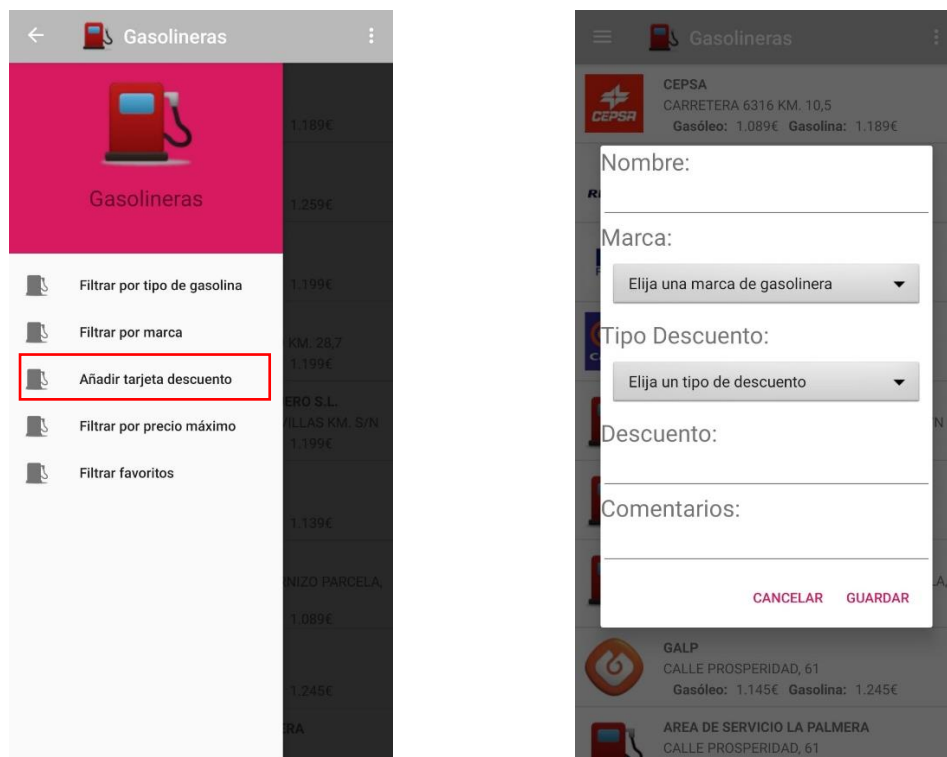 Gasolineras
Gasolineras
1.189€
1.259€
1.199€
KM. 28,7
1.199€
ERO S.L.
VILLAS KM. S/N
1.199€
1.139€
RNIZO PARCELA,
1.089€
1.245€
ERA
Filtrar por tipo de gasolina
Filtrar por marca
Añadir tarjeta descuento
Filtrar por precio máximo
Filtrar favoritos
Gasolineras
CEPSA
CEPSA
CARRETERA 6316 KM. 10,5
Gasóleo: 1.089€ Gasolina: 1.189€
Nombre:
Marca:
Elija una marca de gasolinera
Tipo Descuento:
Elija un tipo de descuento
Descuento:
Comentarios:
CANCELAR GUARDAR
GALP
CALLE PROSPERIDAD, 61
Gasóleo: 1.145€ Gasolina: 1.245€
AREA DE SERVICIO LA PALMERA
CALLE PROSPERIDAD, 61